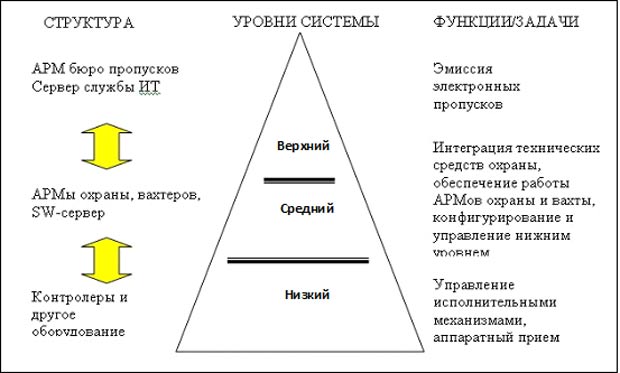 СТРУКТУРА
УРОВНИ СИСТЕМЫ
ФУНКЦИИ/ЗАДАЧИ
АРМ бюро пропусков
Сервер службы ИТ
Эмиссия
электронных
пропусков
Верхний
Интеграция технических
средств охраны,
обеспечение работы
АРМов охраны и вахты,
конфигурирование и
управление нижним
уровнем
АРМы охраны, вахтеров,
SW-сервер
Средний
Контролеры и
другое
оборудование
Низкий
Управление
исполнительными
механизмами,
аппаратный прием